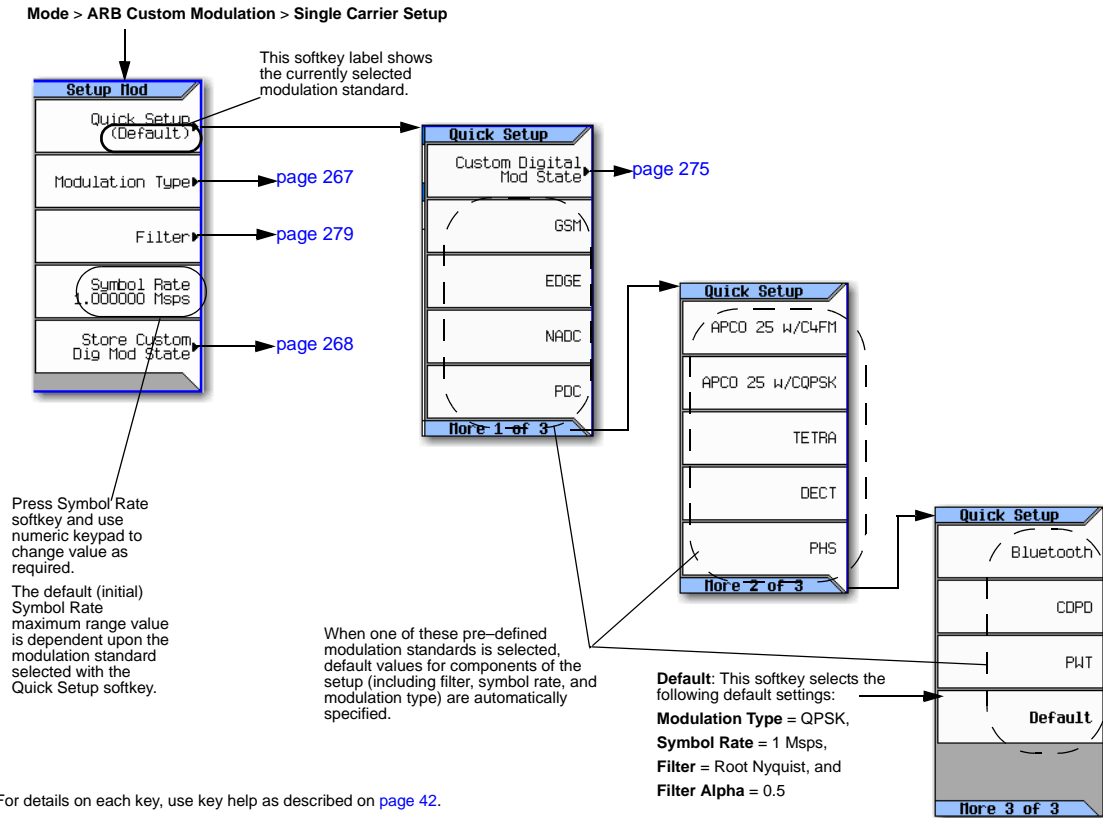 Mode > ARB Custom Modulation > Single Carrier Setup
This softkey label shows
the currently selected
modulation standard.
Setup Mod
Quick Setup
(Default)
Modulation Type
page 267
Filter
page 279
Symbol Rate
1.000000 Msps
Store Custom
Dig Mod State
page 268
Quick Setup
Custom Digital
Mod State
page 275
GSM
EDGE
NADC
PDC
More 1 of 3
Quick Setup
APCO 25 w/C4FM
APCO 25 w/CQPSK
TETRA
DECT
PHS
More 2 of 3
Quick Setup
Bluetooth
CDPD
PWT
Default
More 3 of 3
Press Symbol Rate
softkey and use
numeric keypad to
change value as
required.
The default (initial)
Symbol Rate
maximum range value
is dependent upon the
modulation standard
selected with the
Quick Setup softkey.
When one of these pre–defined
modulation standards is selected,
default values for components of the
setup (including filter, symbol rate, and
modulation type) are automatically
specified.
Default: This softkey selects the
following default settings:
Modulation Type = QPSK,
Symbol Rate = 1 Msps,
Filter = Root Nyquist, and
Filter Alpha = 0.5
For details on each key, use key help as described on page 42.